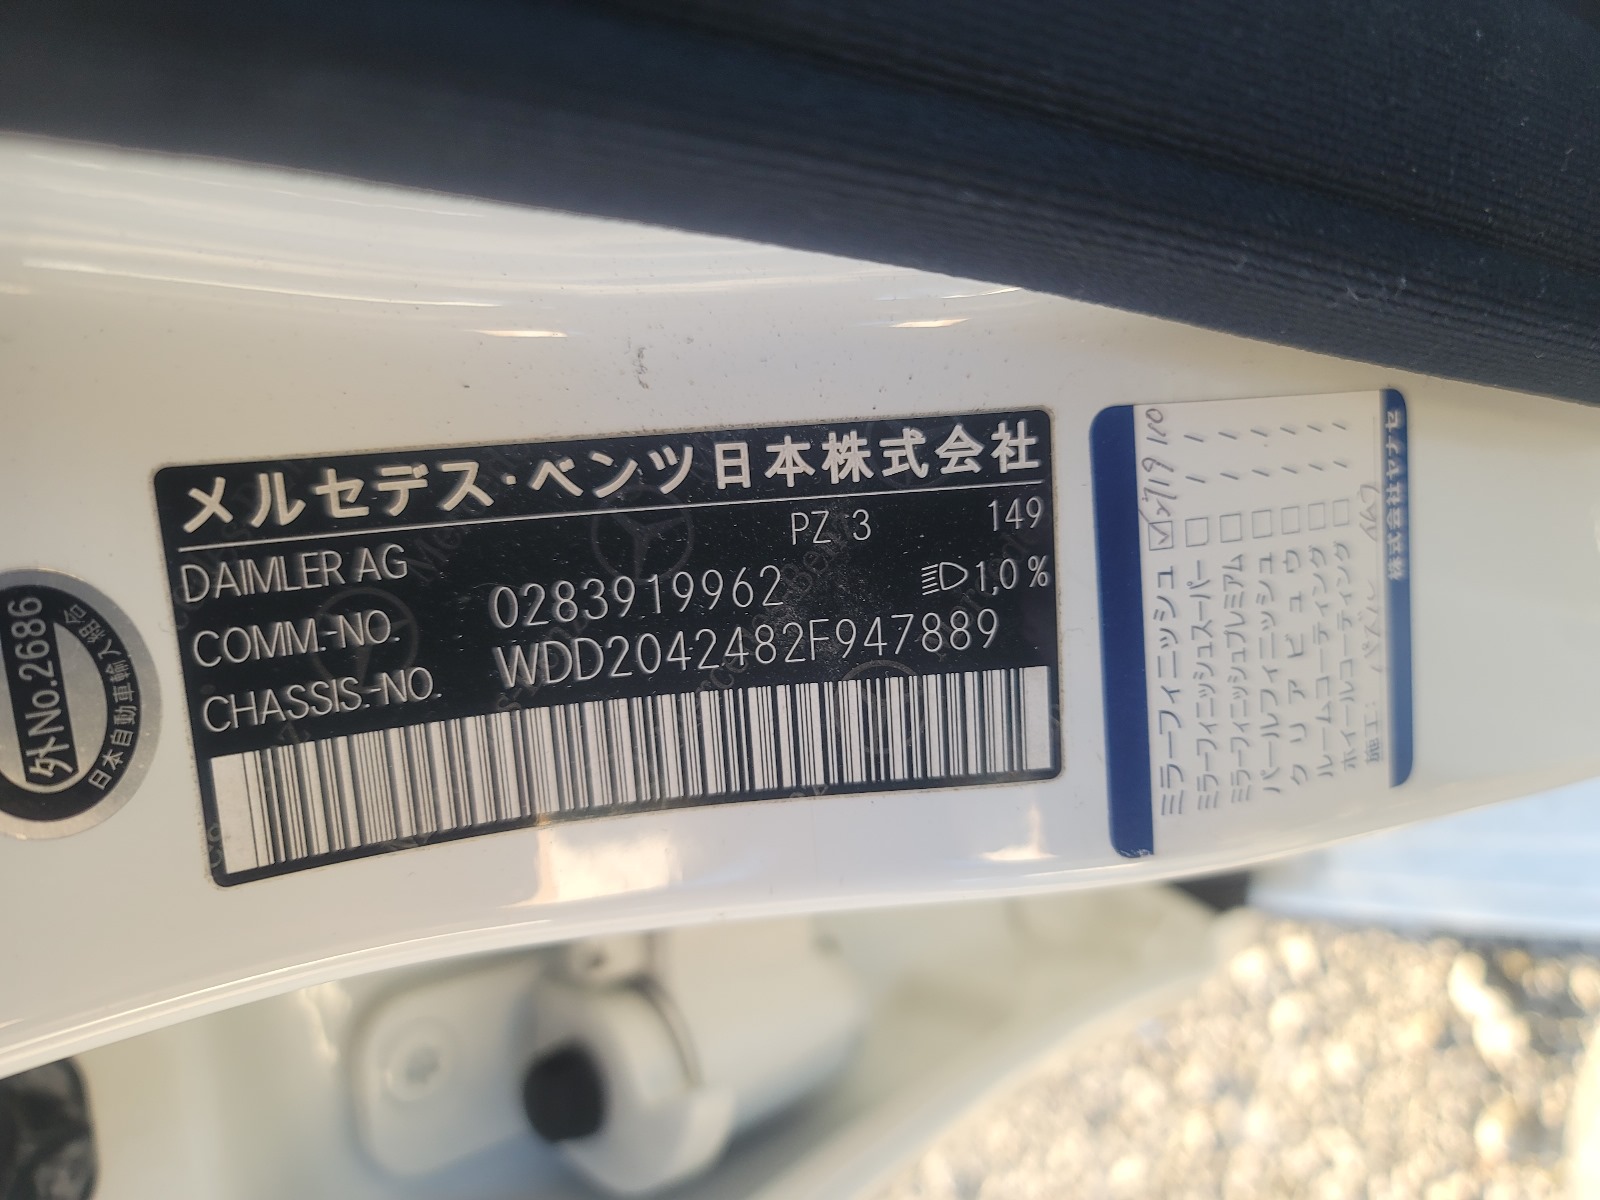 外No.2686
日本自動車輸入組合
メルセデス・ベンツ日本株式会社
DAIMLER AG PZ 3 149
COMM.-NO. 0283919962 1,0 %
CHASSIS.-NO. WDD2042482F947889
ミラーフィニッシュ
ミラーフィニッシュスーパー
ミラーフィニッシュプレミアム
パールフィニッシュ
クリアビュウ
ルームコーティング
ホイールコーティング
施工: